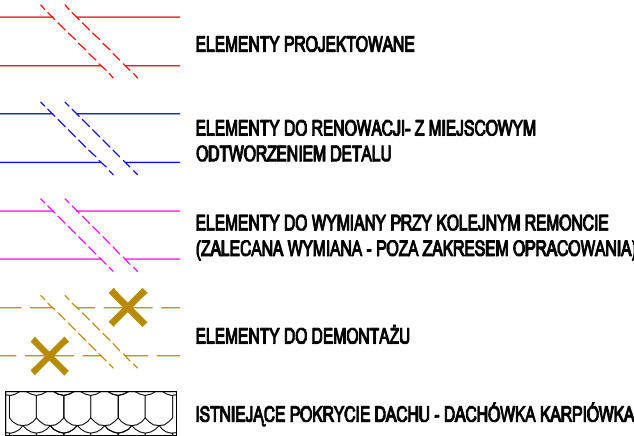 ELEMENTY PROJEKTOWANE
ELEMENTY DO RENOWACJI- Z MIEJSCOWYM
ODTWORZENIEM DETALU
ELEMENTY DO WYMIANY PRZY KOLEJNYM REMONCIE
(ZALECANA WYMIANA - POZA ZAKRESEM OPRACOWANIA)
ELEMENTY DO DEMONTAŻU
ISTNIEJĄCE POKRYCIE DACHU - DACHÓWKA KARPIÓWKA